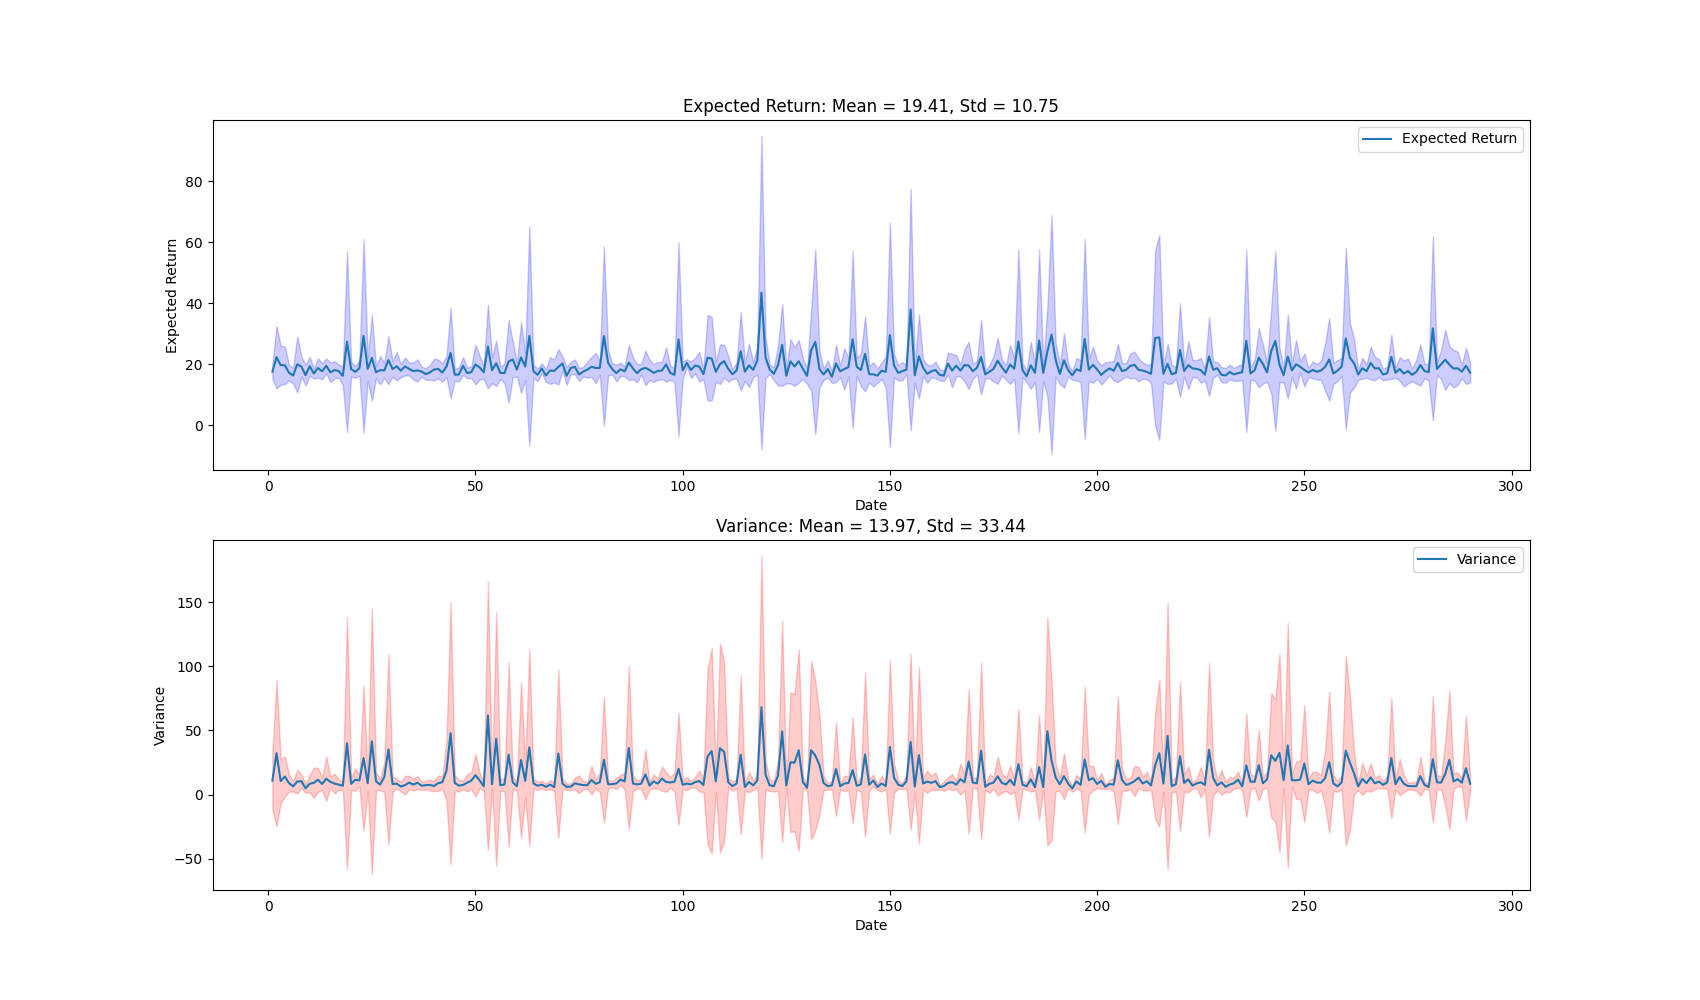 Expected Return: Mean = 19.41, Std = 10.75
Expected Return
80
60
40
20
0
Expected Return
0 50 100 150 200 250 300
Date
Variance: Mean = 13.97, Std = 33.44
Variance
150
100
50
0
−50
Variance
0 50 100 150 200 250 300
Date